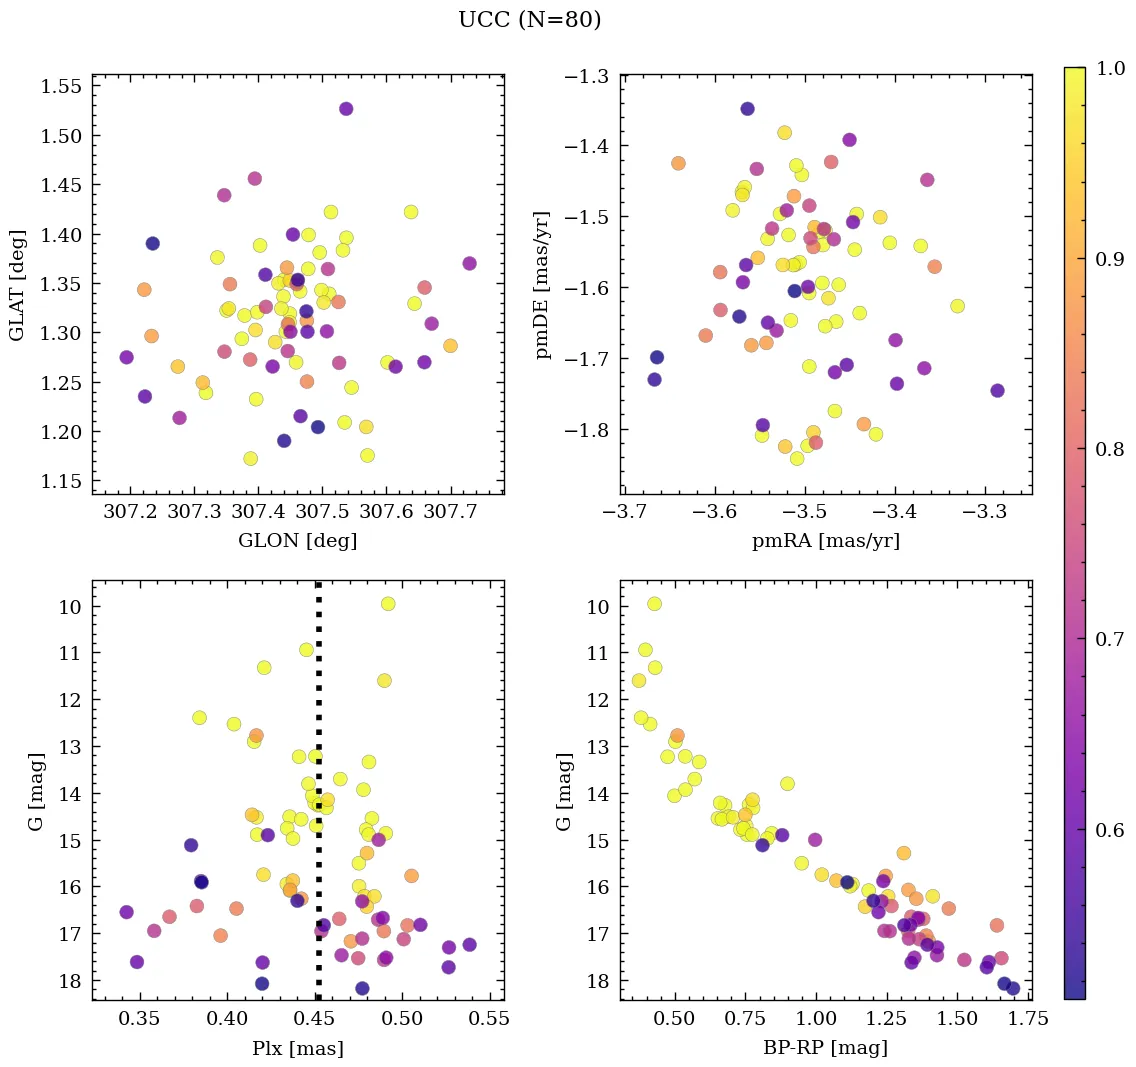 UCC (N=80)
1.55
1.50
1.45
1.40
1.35
1.30
1.25
1.20
1.15
GLAT [deg]
307.2 307.3 307.4 307.5 307.6 307.7
GLON [deg]
−1.3
−1.4
−1.5
−1.6
−1.7
−1.8
pmDE [mas/yr]
−3.7 −3.6 −3.5 −3.4 −3.3
pmRA [mas/yr]
1.0
0.9
0.8
0.7
0.6
10
11
12
13
14
15
16
17
18
G [mag]
0.35 0.40 0.45 0.50 0.55
Plx [mas]
10
11
12
13
14
15
16
17
18
G [mag]
0.50 0.75 1.00 1.25 1.50 1.75
BP-RP [mag]